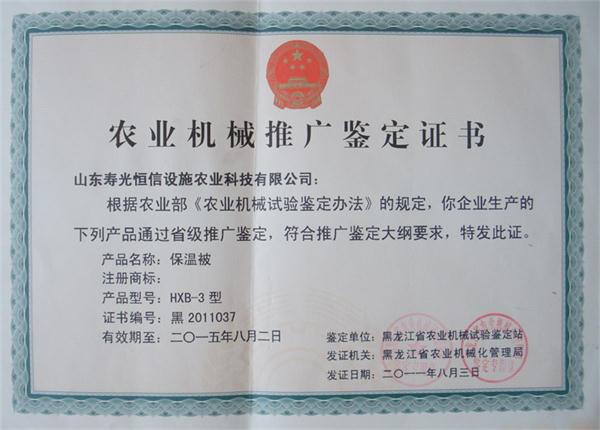 农业机械推广鉴定证书
山东寿光恒信设施农业科技有限公司：
根据农业部《农业机械试验鉴定办法》的规定，你企业生产的
下列产品通过省级推广鉴定，符合推广鉴定大纲要求，特发此证。
产品名称：保温被
注册商标：
产品型号：HXB-3 型
证书编号：黑 2011037
有效期至：二〇一五年八月二日
鉴定单位：黑龙江省农业机械试验鉴定站
发证机关：黑龙江省农业机械化管理局
发证日期：二〇一一年八月三日